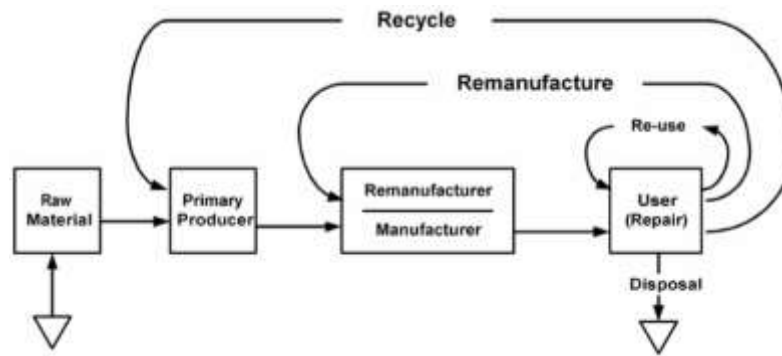 Recycle
Remanufacture
Re-use
Raw
Material
Primary
Producer
Remanufacturer
Manufacturer
User
(Repair)
Disposal